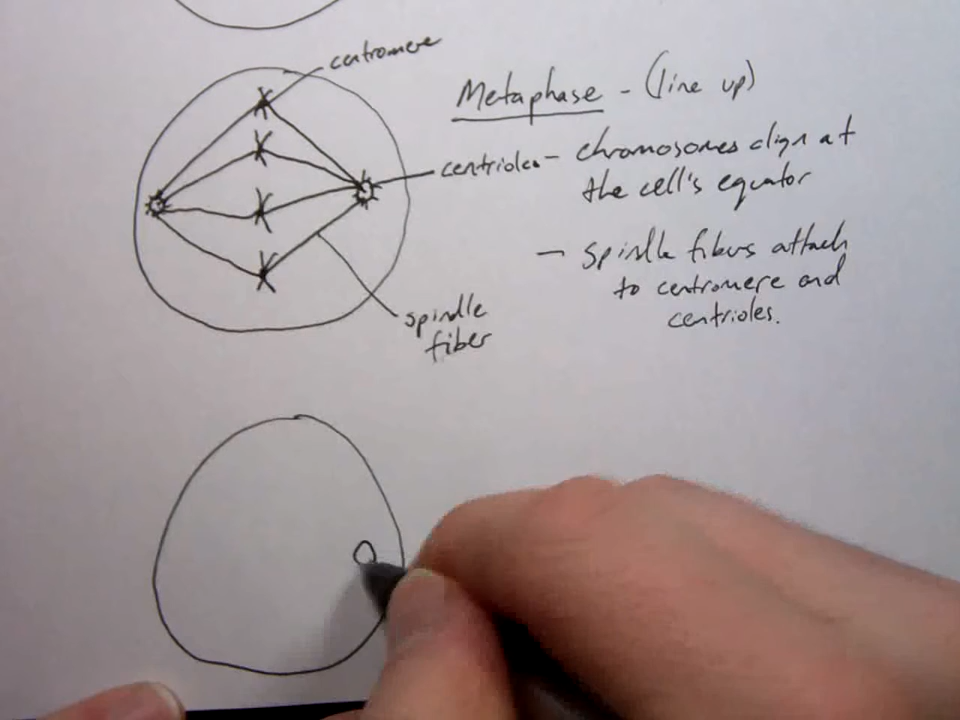 centromere
Metaphase - (line up)
centrioles - chromosomes align at
the cell's equator
- spindle fibers attach
to centromere and
centrioles.
spindle
fiber